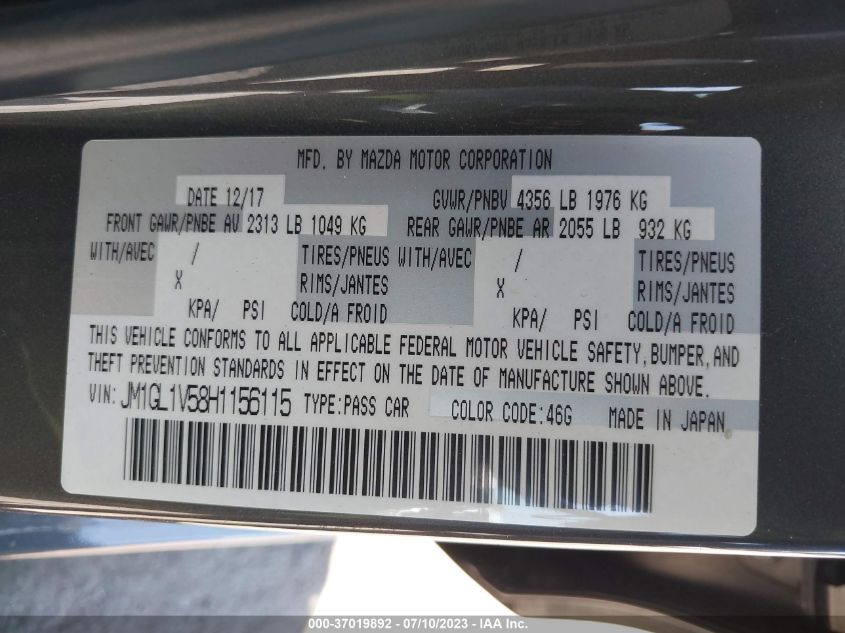 MFD. BY MAZDA MOTOR CORPORATION
DATE 12/17 GVWR/PNBV 4356 LB 1976 KG
FRONT GAWR/PNBE AV 2313 LB 1049 KG REAR GAWR/PNBE AR 2055 LB 932 KG
WITH/AVEC / TIRES/PNEUS WITH/AVEC / TIRES/PNEUS
X RIMS/JANTES X RIMS/JANTES
KPA/ PSI COLD/A FROID KPA/ PSI COLD/A FROID
THIS VEHICLE CONFORMS TO ALL APPLICABLE FEDERAL MOTOR VEHICLE SAFETY, BUMPER, AND
THEFT PREVENTION STANDARDS IN EFFECT ON THE DATE OF MANUFACTURE SHOWN ABOVE.
VIN: JM1GL1V58H1156115 TYPE:PASS CAR COLOR CODE:46G MADE IN JAPAN
000-37019892 - 07/10/2023 - IAA Inc.